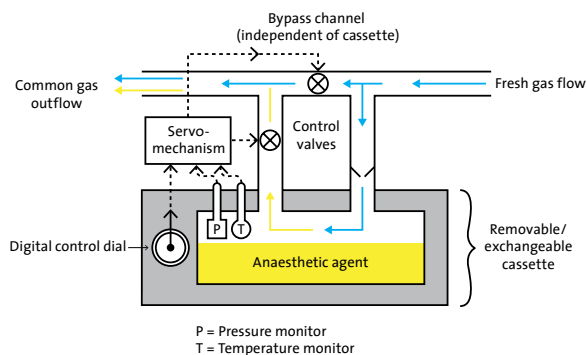 Bypass channel
(independent of cassette)
Common gas
outflow
Fresh gas flow
Servo-
mechanism
Control
valves
P
T
Digital control dial
Anaesthetic agent
Removable/
exchangeable
cassette
P = Pressure monitor
T = Temperature monitor